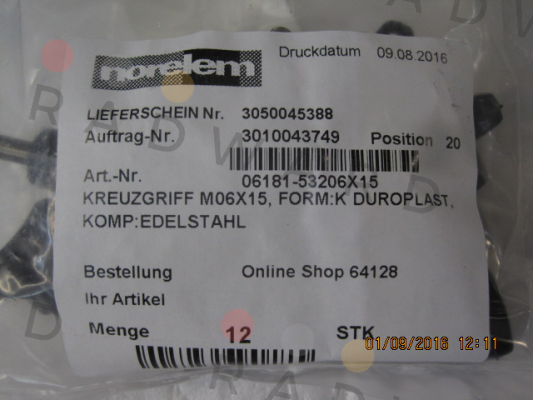 norelem
Druckdatum 09.08.2016
LIEFERSCHEIN Nr. 3050045388
Auftrag-Nr. 3010043749 Position 20
Art.-Nr. 06181-53206X15
KREUZGRIFF M06X15, FORM:K DUROPLAST,
KOMP:EDELSTAHL
Bestellung Online Shop 64128
Ihr Artikel
Menge 12 STK
01/09/2016 12:11
RADWELL